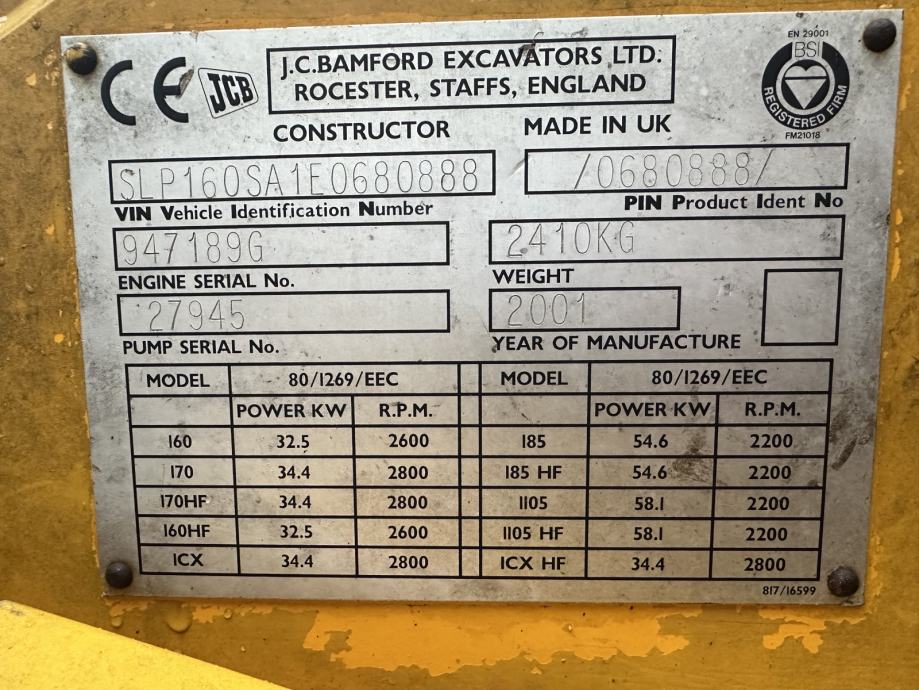 CE JCB J.C.BAMFORD EXCAVATORS LTD.
ROCESTER, STAFFS, ENGLAND
EN 29001
BSI
REGISTERED FIRM
FM21018
CONSTRUCTOR MADE IN UK
SLP160SA1E0680888 /0680888/
VIN Vehicle Identification Number PIN Product Ident No
947189G 2410KG
ENGINE SERIAL No. WEIGHT
27945 2001
PUMP SERIAL No. YEAR OF MANUFACTURE
MODEL 80/1269/EEC MODEL 80/1269/EEC
POWER KW R.P.M. POWER KW R.P.M.
160 32.5 2600 185 54.6 2200
170 34.4 2800 185 HF 54.6 2200
170HF 34.4 2800 1105 58.1 2200
160HF 32.5 2600 1105 HF 58.1 2200
1CX 34.4 2800 1CX HF 34.4 2800
817/16599